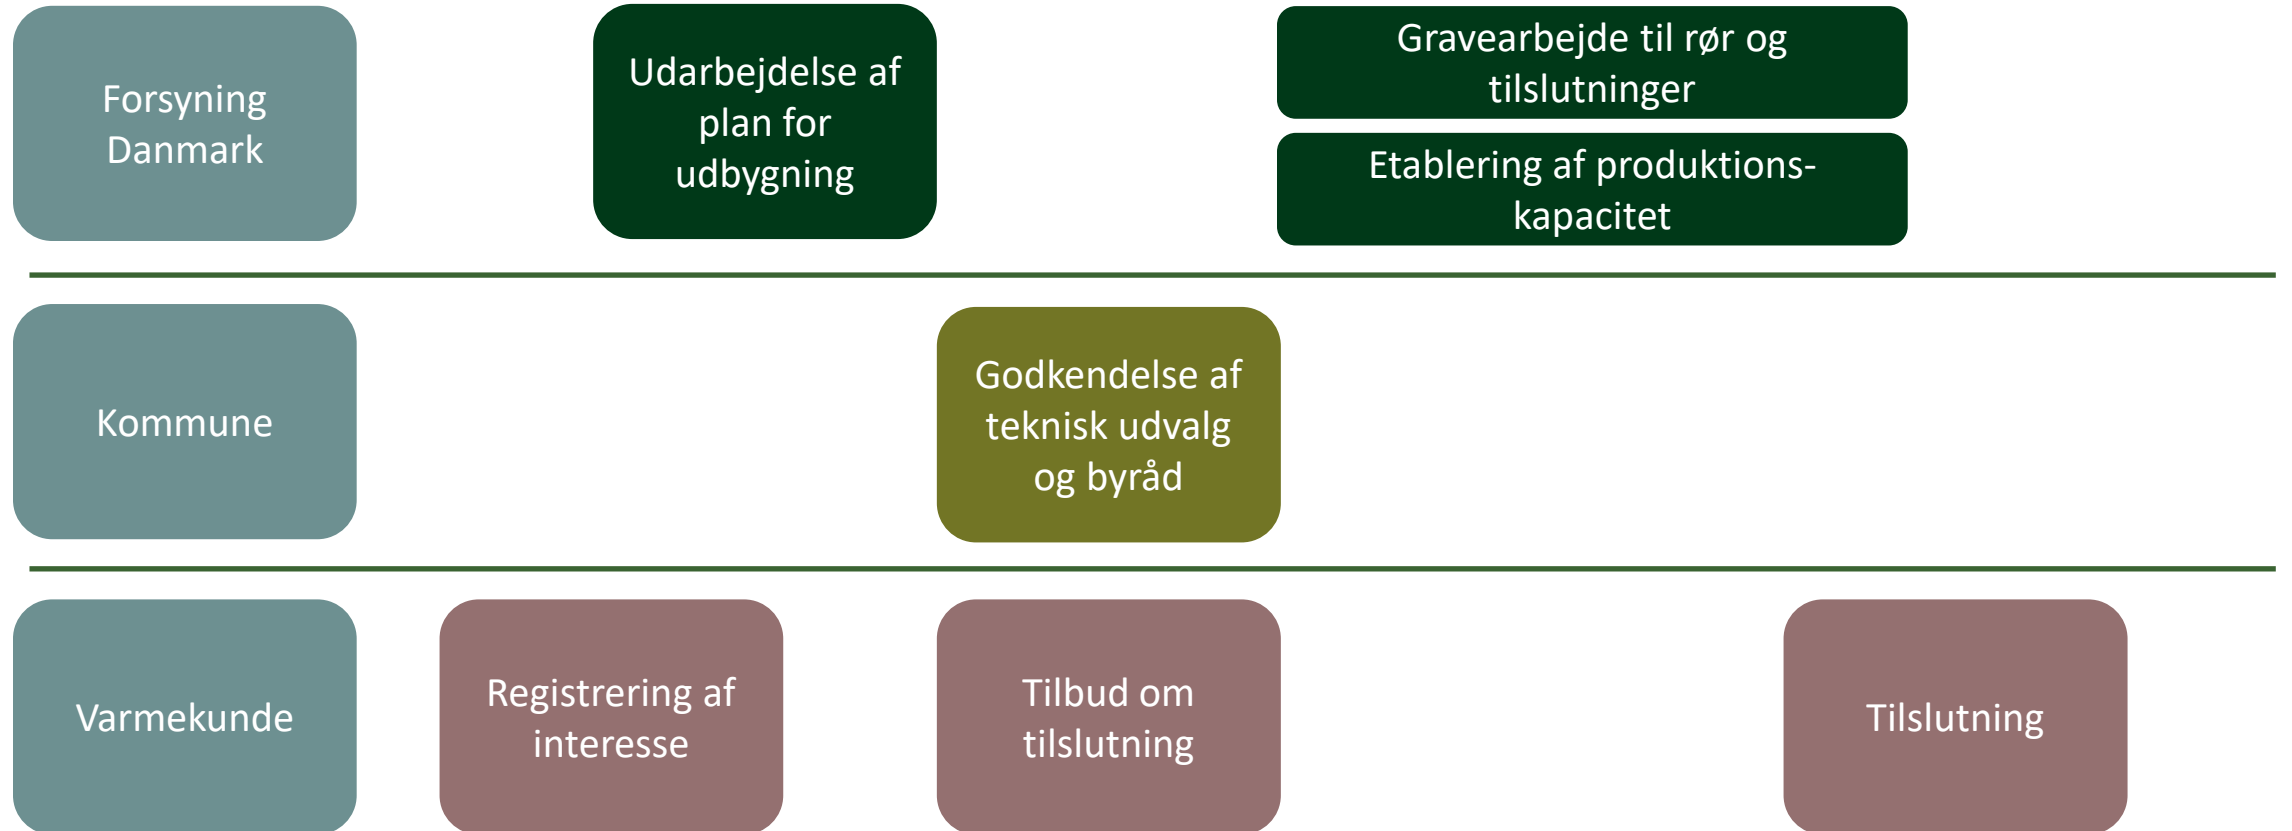 Forsyning
Danmark
Udarbejdelse af
plan for
udbygning
Gravearbejde til rør og
tilslutninger
Etablering af produktions-
kapacitet
Kommune
Godkendelse af
teknisk udvalg
og byråd
Varmekunde
Registrering af
interesse
Tilbud om
tilslutning
Tilslutning